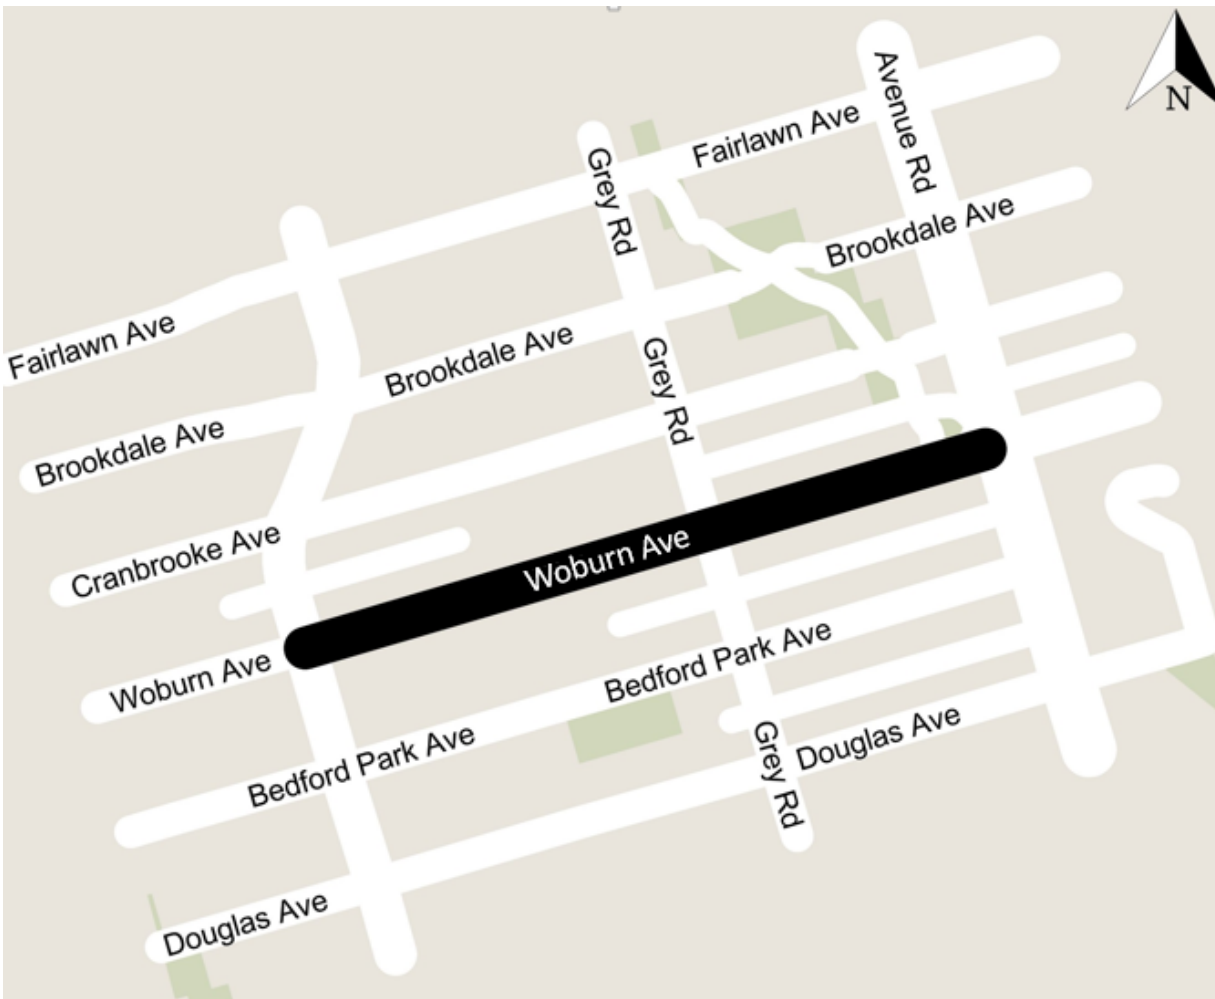 Avenue Rd
N
Fairlawn Ave
Grey Rd
Brookdale Ave
Fairlawn Ave
Brookdale Ave
Grey Rd
Brookdale Ave
Cranbrooke Ave
Woburn Ave
Woburn Ave
Bedford Park Ave
Bedford Park Ave
Grey Rd
Douglas Ave
Douglas Ave